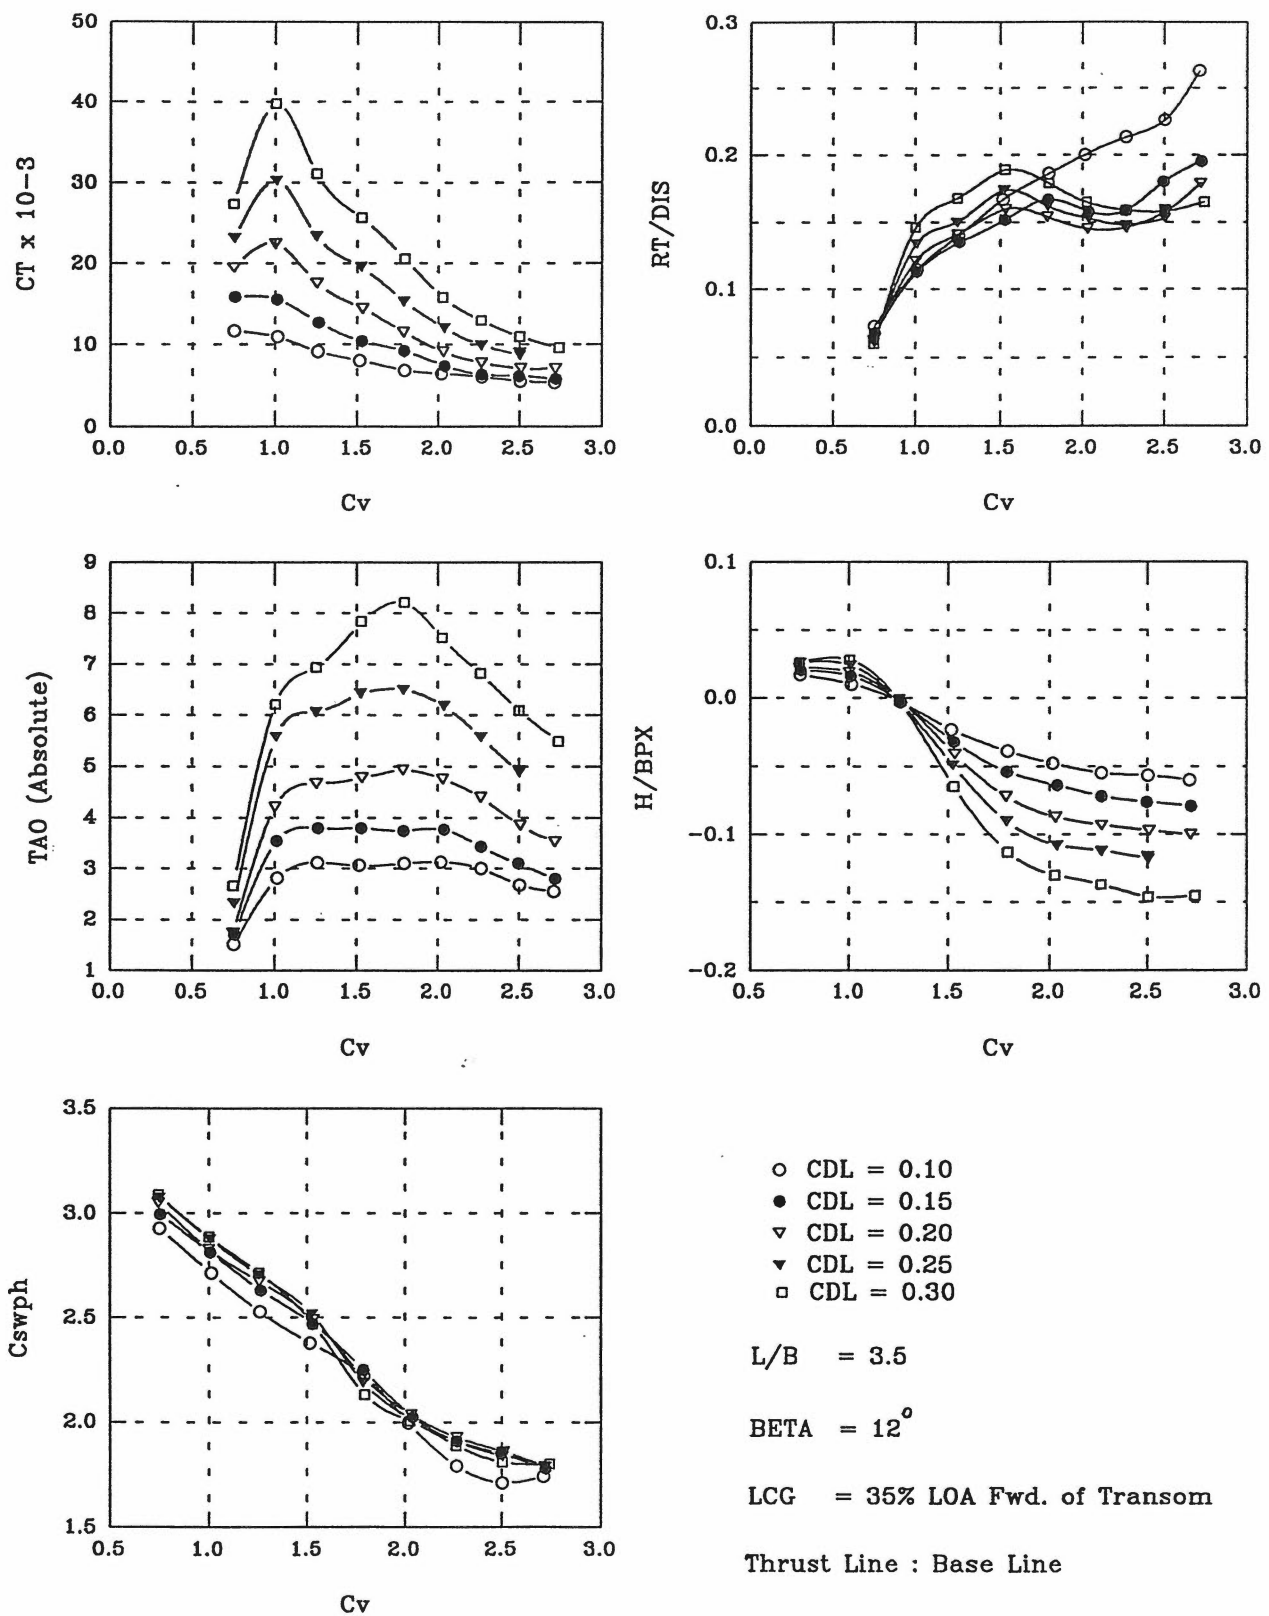 50
40
30
20
10
0
CT x 10-3
0.0 0.5 1.0 1.5 2.0 2.5 3.0
Cv
0.3
0.2
0.1
0.0
RT/DIS
0.0 0.5 1.0 1.5 2.0 2.5 3.0
Cv
9
8
7
6
5
4
3
2
1
TAO (Absolute)
0.0 0.5 1.0 1.5 2.0 2.5 3.0
Cv
0.1
0.0
-0.1
-0.2
H/BPX
0.5 1.0 1.5 2.0 2.5 3.0
Cv
3.5
3.0
2.5
2.0
1.5
Cswph
0.5 1.0 1.5 2.0 2.5 3.0
Cv
CDL = 0.10
CDL = 0.15
CDL = 0.20
CDL = 0.25
CDL = 0.30
L/B = 3.5
BETA = 12°
LCG = 35% LOA Fwd. of Transom
Thrust Line : Base Line